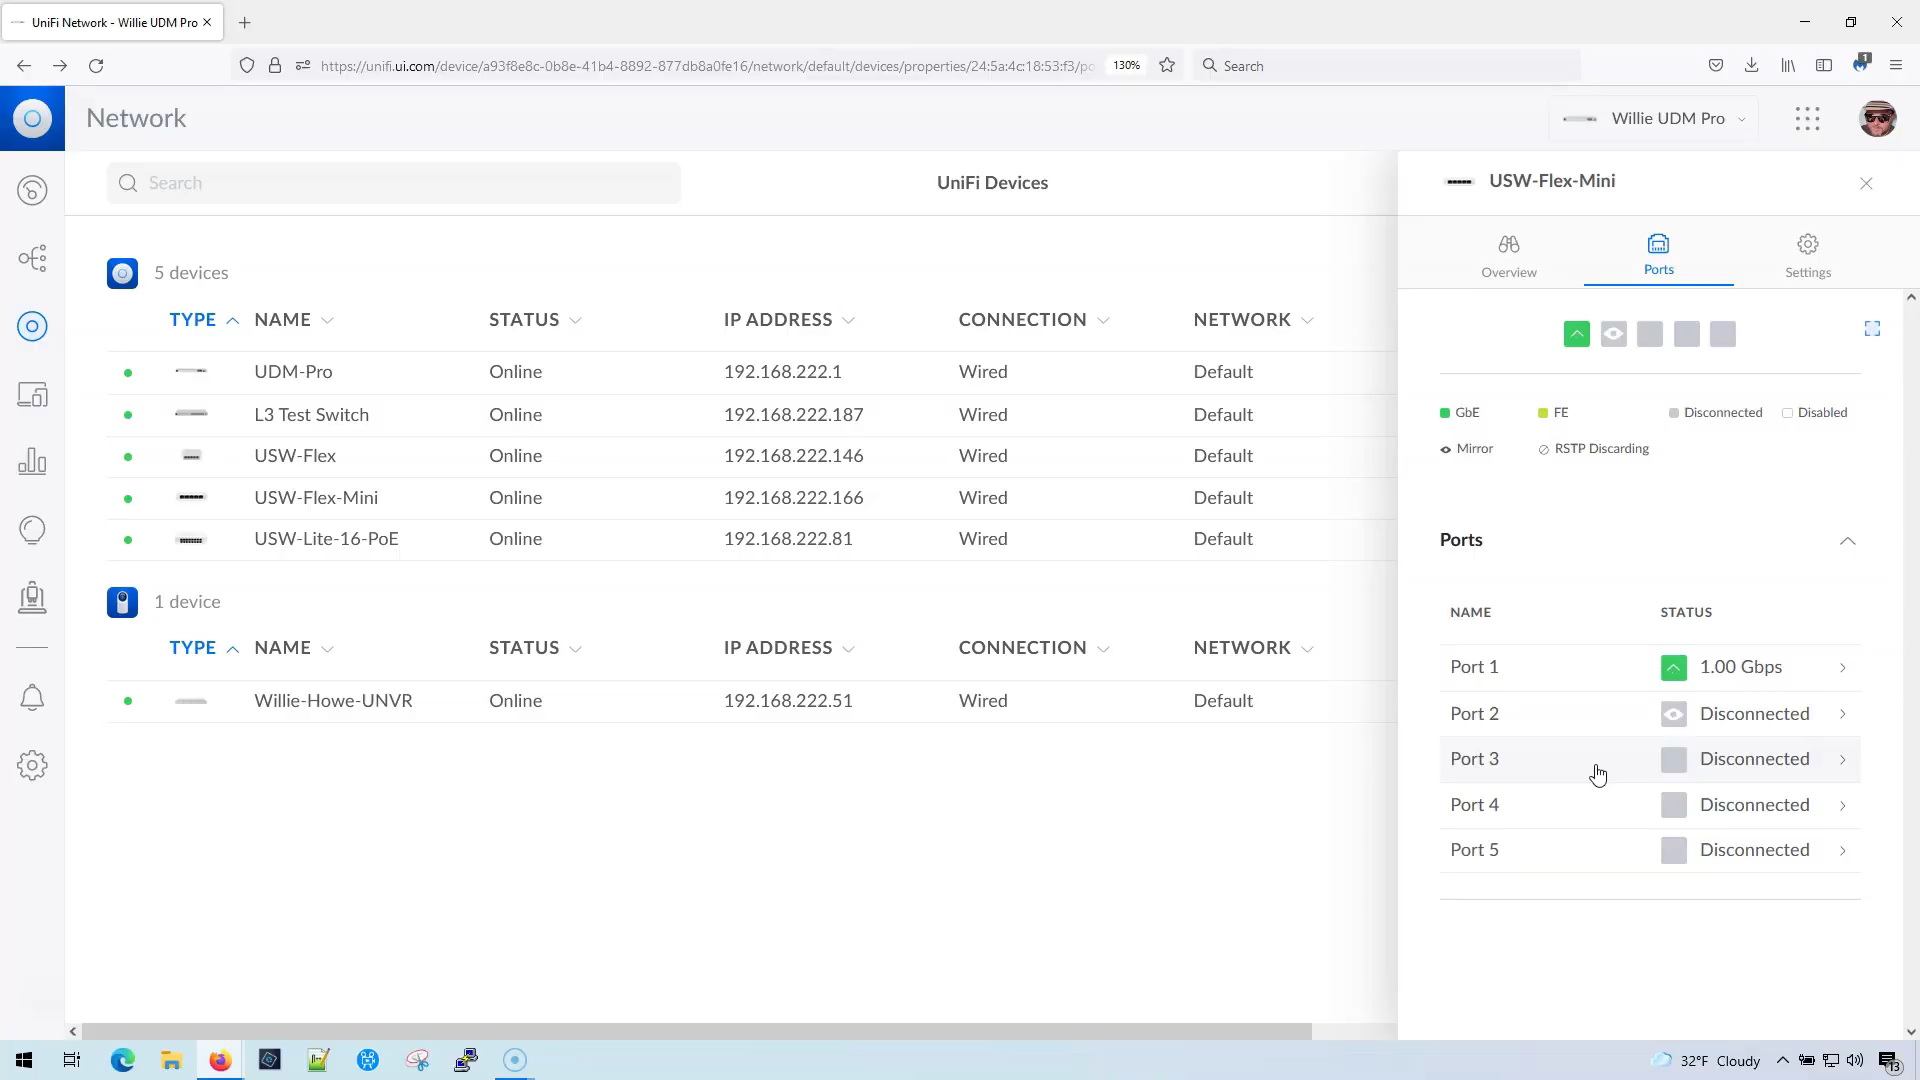 UniFi Network - Willie UDM Pro
https://unifi.ui.com/device/a93f8e8c-0b8e-41b4-8892-877db8a0fe16/network/default/devices/properties/24:5a:4c:18:53:f3/po
130%
Search
1
Network
Willie UDM Pro
Search
UniFi Devices
USW-Flex-Mini
Overview
Ports
Settings
5 devices
TYPE NAME STATUS IP ADDRESS CONNECTION NETWORK
UDM-Pro Online 192.168.222.1 Wired Default
L3 Test Switch Online 192.168.222.187 Wired Default
USW-Flex Online 192.168.222.146 Wired Default
USW-Flex-Mini Online 192.168.222.166 Wired Default
USW-Lite-16-PoE Online 192.168.222.81 Wired Default
1 device
TYPE NAME STATUS IP ADDRESS CONNECTION NETWORK
Willie-Howe-UNVR Online 192.168.222.51 Wired Default
GbE FE Disconnected Disabled
Mirror RSTP Discarding
Ports
NAME STATUS
Port 1 1.00 Gbps
Port 2 Disconnected
Port 3 Disconnected
Port 4 Disconnected
Port 5 Disconnected
32°F Cloudy
13